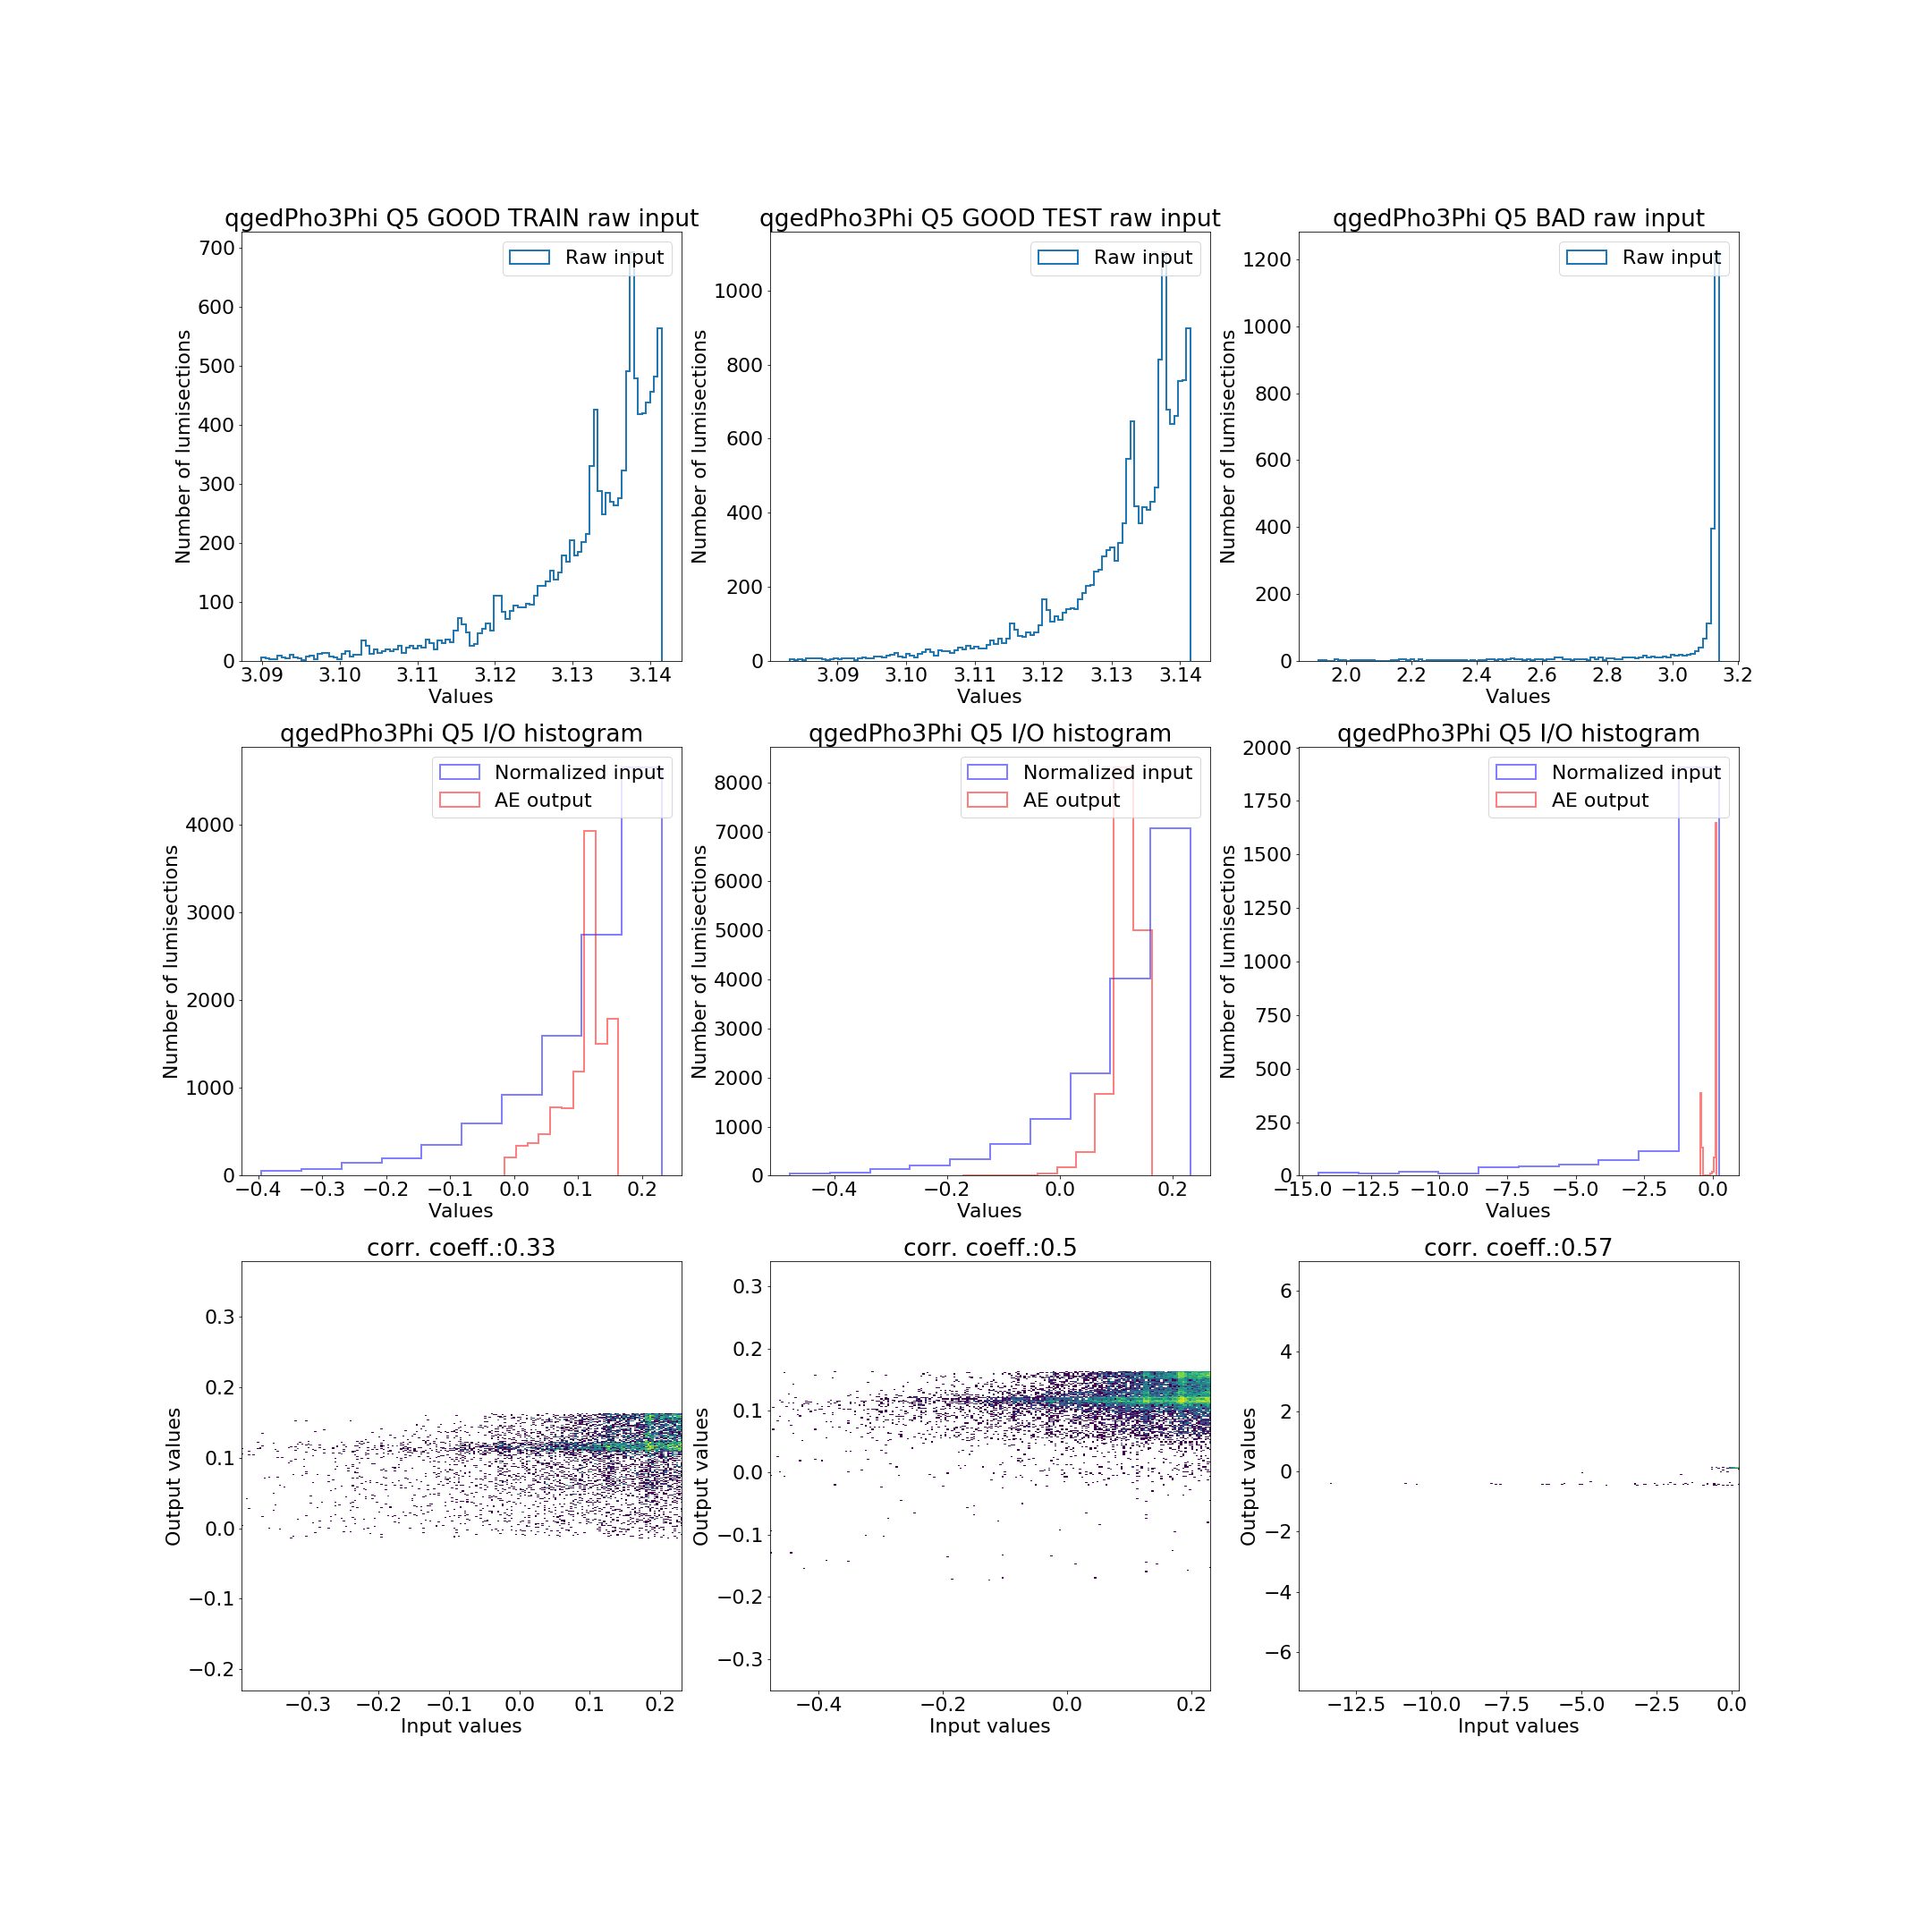 qgedPho3Phi Q5 GOOD TRAIN raw input
Raw input
Number of lumisections
700
600
500
400
300
200
100
0
3.09 3.10 3.11 3.12 3.13 3.14
Values
qgedPho3Phi Q5 GOOD TEST raw input
Raw input
Number of lumisections
1000
800
600
400
200
0
3.09 3.10 3.11 3.12 3.13 3.14
Values
qgedPho3Phi Q5 BAD raw input
Raw input
Number of lumisections
1200
1000
800
600
400
200
0
2.0 2.2 2.4 2.6 2.8 3.0 3.2
Values
qgedPho3Phi Q5 I/O histogram
Normalized input
AE output
Number of lumisections
4000
3000
2000
1000
0
−0.4 −0.3 −0.2 −0.1 0.0 0.1 0.2
Values
qgedPho3Phi Q5 I/O histogram
Normalized input
AE output
Number of lumisections
8000
7000
6000
5000
4000
3000
2000
1000
0
−0.4 −0.2 0.0 0.2
Values
qgedPho3Phi Q5 I/O histogram
Normalized input
AE output
Number of lumisections
2000
1750
1500
1250
1000
750
500
250
0
−15.0 −12.5 −10.0 −7.5 −5.0 −2.5 0.0
Values
corr. coeff.:0.33
Output values
0.3
0.2
0.1
0.0
−0.1
−0.2
−0.3 −0.2 −0.1 0.0 0.1 0.2
Input values
corr. coeff.:0.5
Output values
0.3
0.2
0.1
0.0
−0.1
−0.2
−0.3
−0.4 −0.2 0.0 0.2
Input values
corr. coeff.:0.57
Output values
6
4
2
0
−2
−4
−6
−12.5 −10.0 −7.5 −5.0 −2.5 0.0
Input values